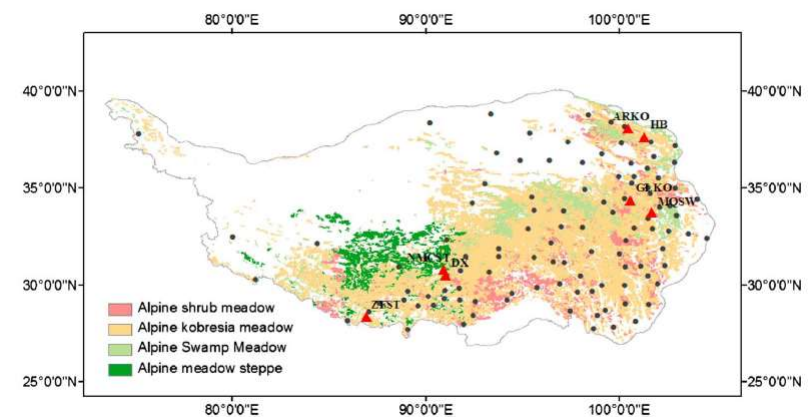 80°0'0"E 90°0'0"E 100°0'0"E
40°0'0"N 40°0'0"N
ARKO
HB
35°0'0"N 35°0'0"N
GLKO
MQSW
NMCST
DX
30°0'0"N 30°0'0"N
ZFST
Alpine shrub meadow
Alpine kobresia meadow
Alpine Swamp Meadow
Alpine meadow steppe
25°0'0"N 25°0'0"N
80°0'0"E 90°0'0"E 100°0'0"E